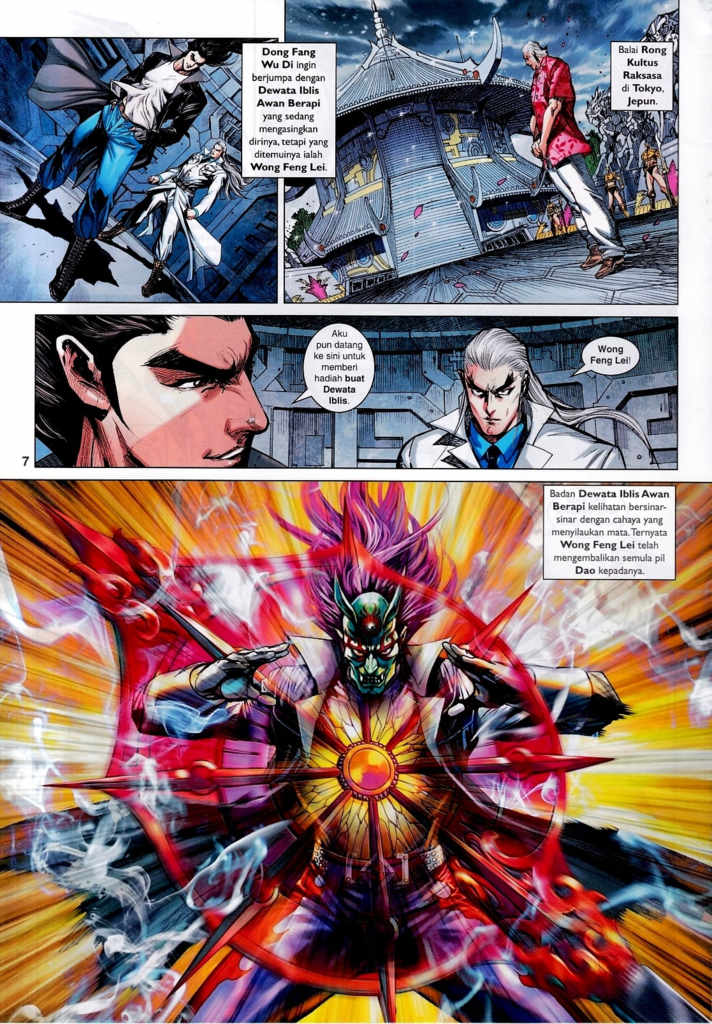 Dong Fang
Wu Di ingin
berjumpa dengan
Dewata Iblis
Awan Berapi
yang sedang
mengasingkan
dirinya, tetapi yang
ditemuinya ialah
Wong Feng Lei.
Balai Rong
Kultus
Raksasa
di Tokyo,
Jepun.
Aku
pun datang
ke sini untuk
memberi
hadiah buat
Dewata
Iblis.
Wong
Feng Lei!
7
Badan Dewata Iblis Awan
Berapi kelihatan bersinar-
sinar dengan cahaya yang
menyilaukan mata. Ternyata
Wong Feng Lei telah
mengembalikan semula pil
Dao kepadanya.